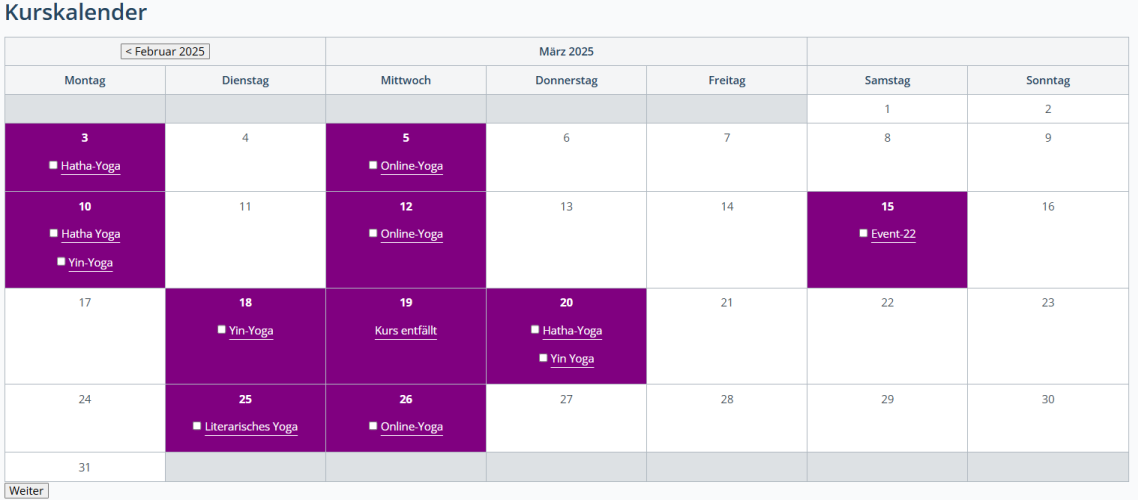 Kurskalender
< Februar 2025 März 2025
Montag Dienstag Mittwoch Donnerstag Freitag Samstag Sonntag
1 2
3 4 5 6 7 8 9
Hatha-Yoga Online-Yoga
10 11 12 13 14 15 16
Hatha Yoga Online-Yoga Event-22
Yin-Yoga
17 18 19 20 21 22 23
Yin-Yoga Kurs entfällt Hatha-Yoga
Yin Yoga
24 25 26 27 28 29 30
Literarisches Yoga Online-Yoga
31
Weiter